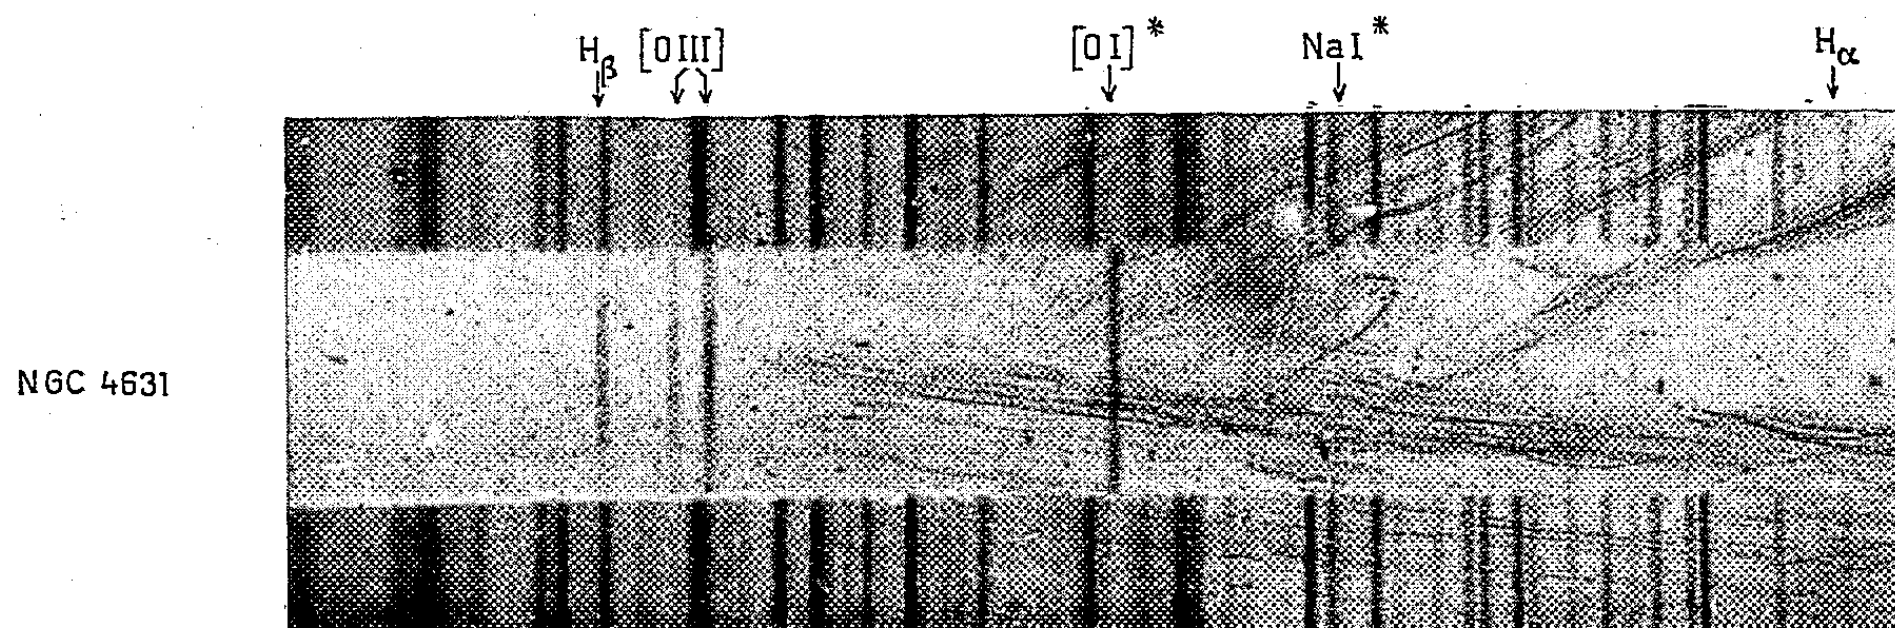 Hβ [OIII] [OI]* NaI* Hα
NGC 4631